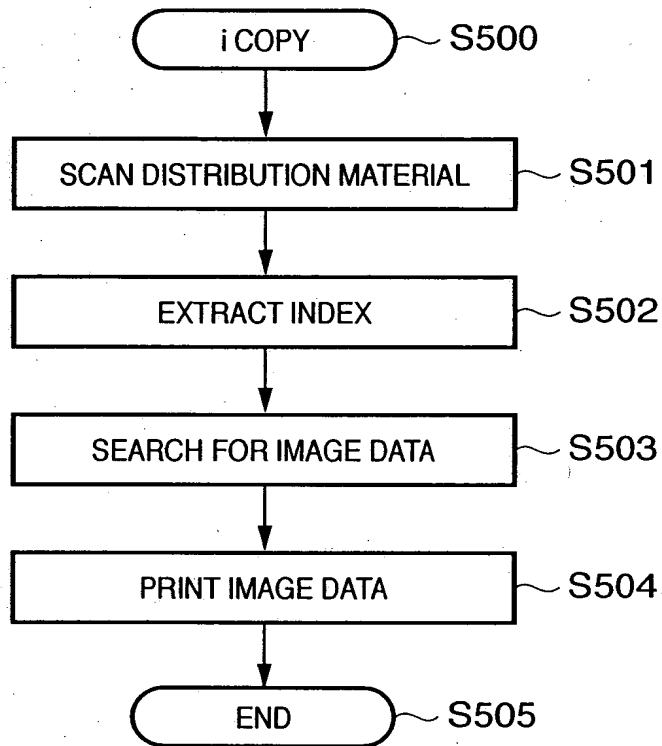 i COPY S500
SCAN DISTRIBUTION MATERIAL S501
EXTRACT INDEX S502
SEARCH FOR IMAGE DATA S503
PRINT IMAGE DATA S504
END S505